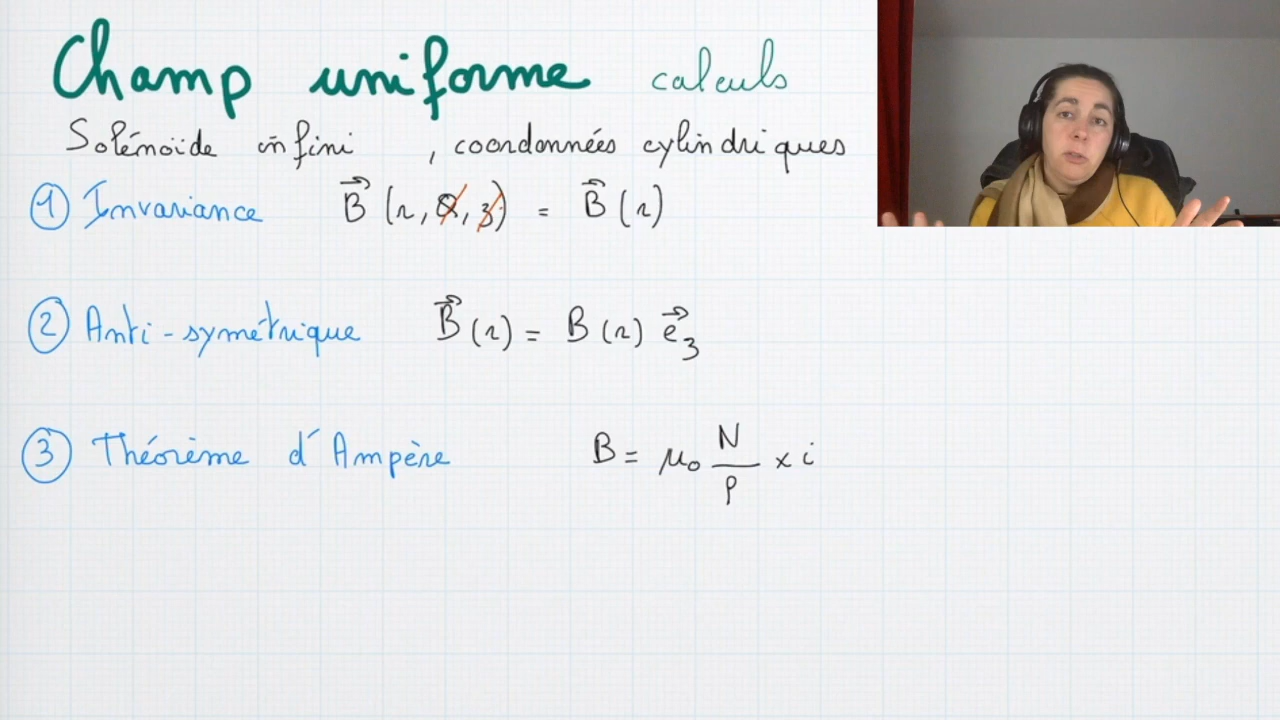 Champ uniforme calculs
Solénoïde infini , coordonnées cylindriques
① Invariance B⃗ (r, θ, z) = B⃗ (r)
② Anti-symétrique B⃗ (r) = B (r) e⃗z
③ Théorème d'Ampère B = μ₀ N/ℓ × i